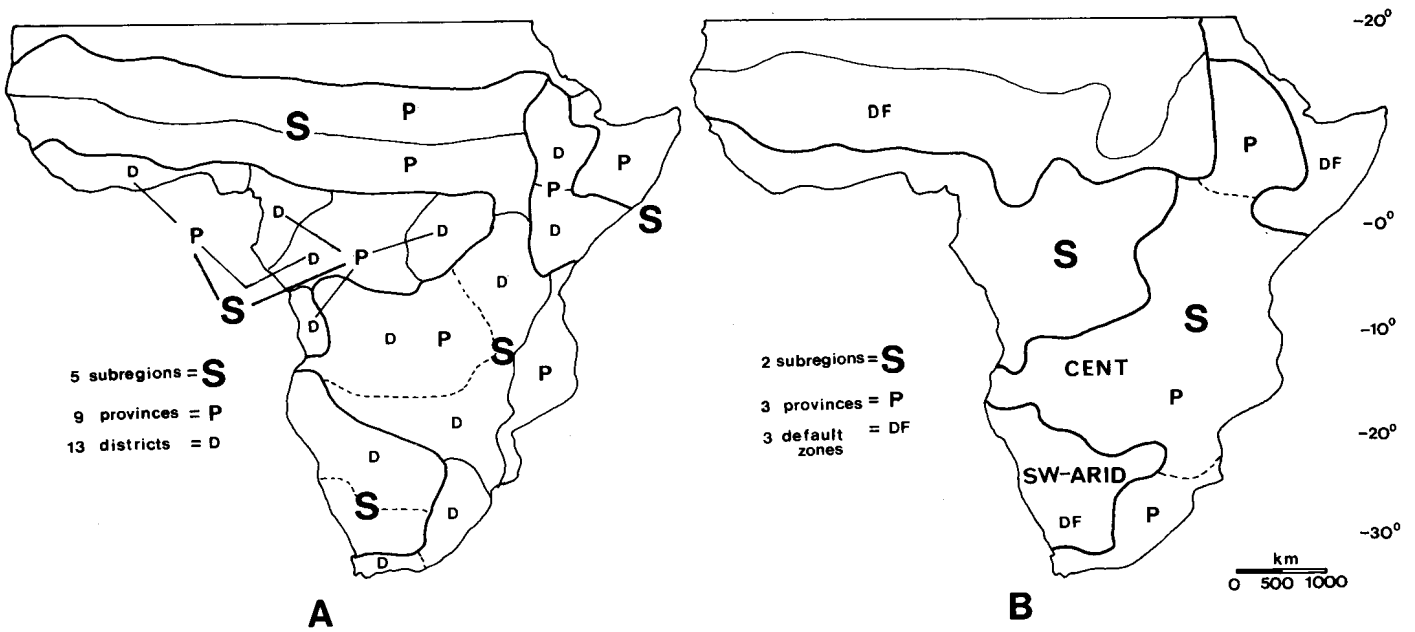 P
S
P
D
D
P
P
D
D
S
P
D
P
D
D
S
D
D
D
P
S
P
D
D
S
D
D
5 subregions = S
9 provinces = P
13 districts = D
A
DF
P
DF
S
S
CENT
P
SW-ARID
DF
P
2 subregions = S
3 provinces = P
3 default zones = DF
B
-20°
-0°
-10°
-20°
-30°
km
0 500 1000